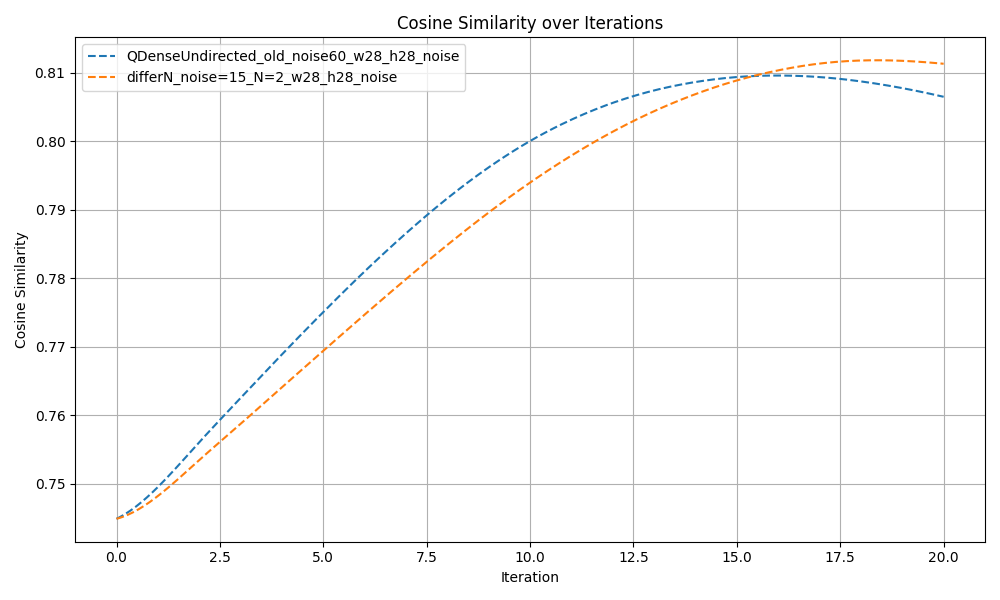 Cosine Similarity over Iterations
QDenseUndirected_old_noise60_w28_h28_noise
differN_noise=15_N=2_w28_h28_noise
Cosine Similarity
0.81
0.80
0.79
0.78
0.77
0.76
0.75
0.0 2.5 5.0 7.5 10.0 12.5 15.0 17.5 20.0
Iteration